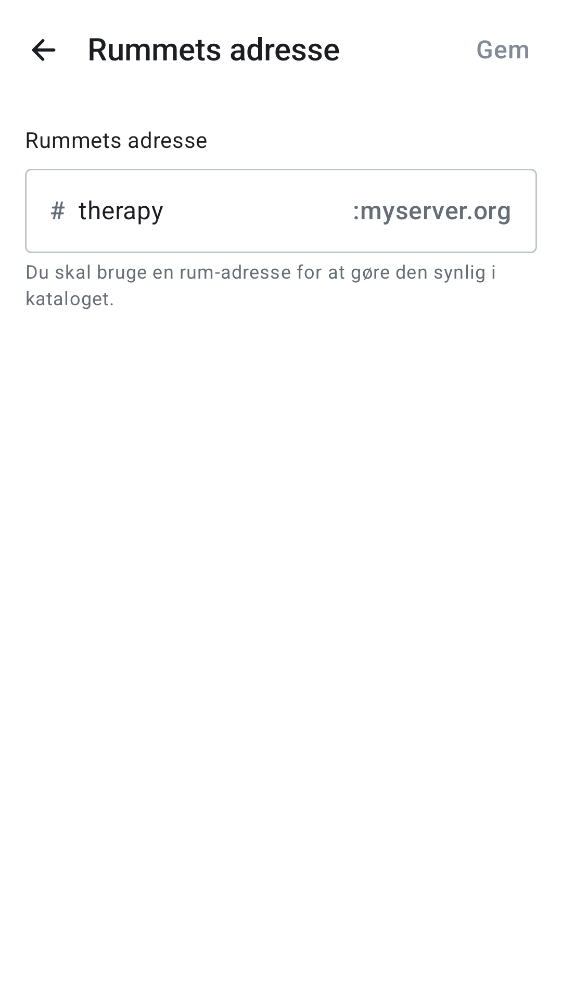 Rummets adresse Gem
Rummets adresse
# therapy :myserver.org
Du skal bruge en rum-adresse for at gøre den synlig i
kataloget.